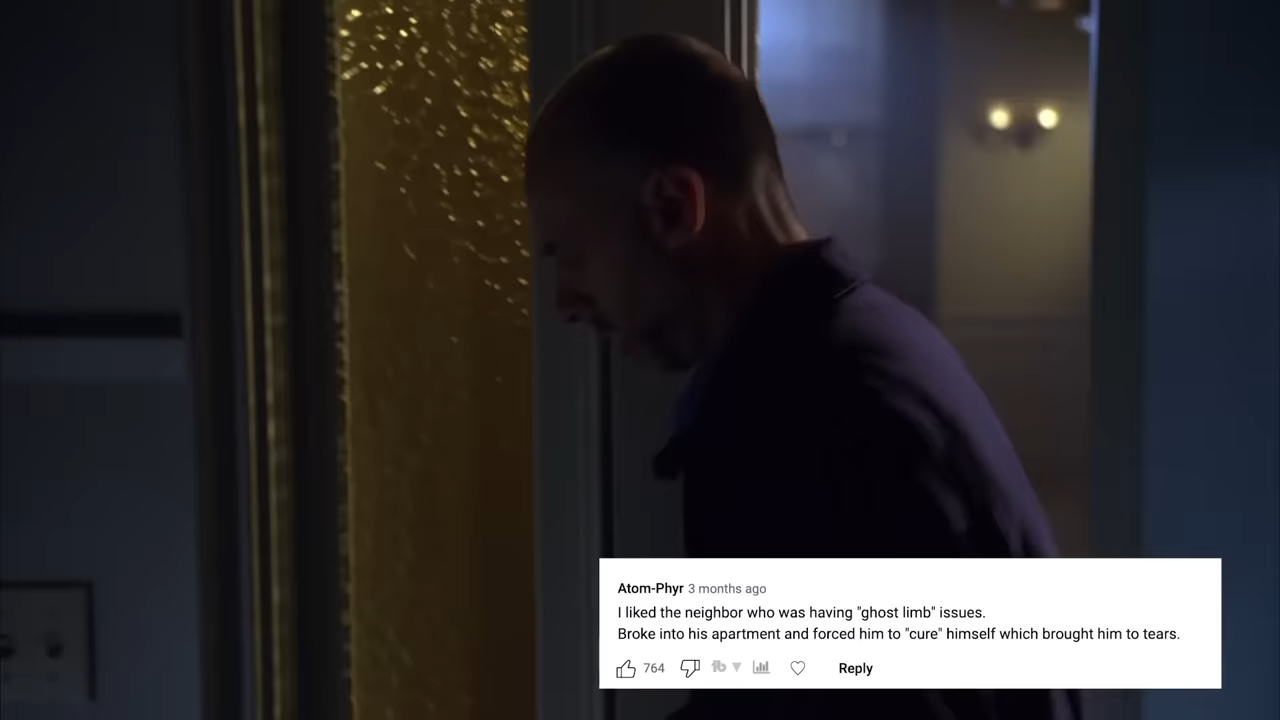 Atom-Phyr 3 months ago
I liked the neighbor who was having "ghost limb" issues.
Broke into his apartment and forced him to "cure" himself which brought him to tears.
764
Reply